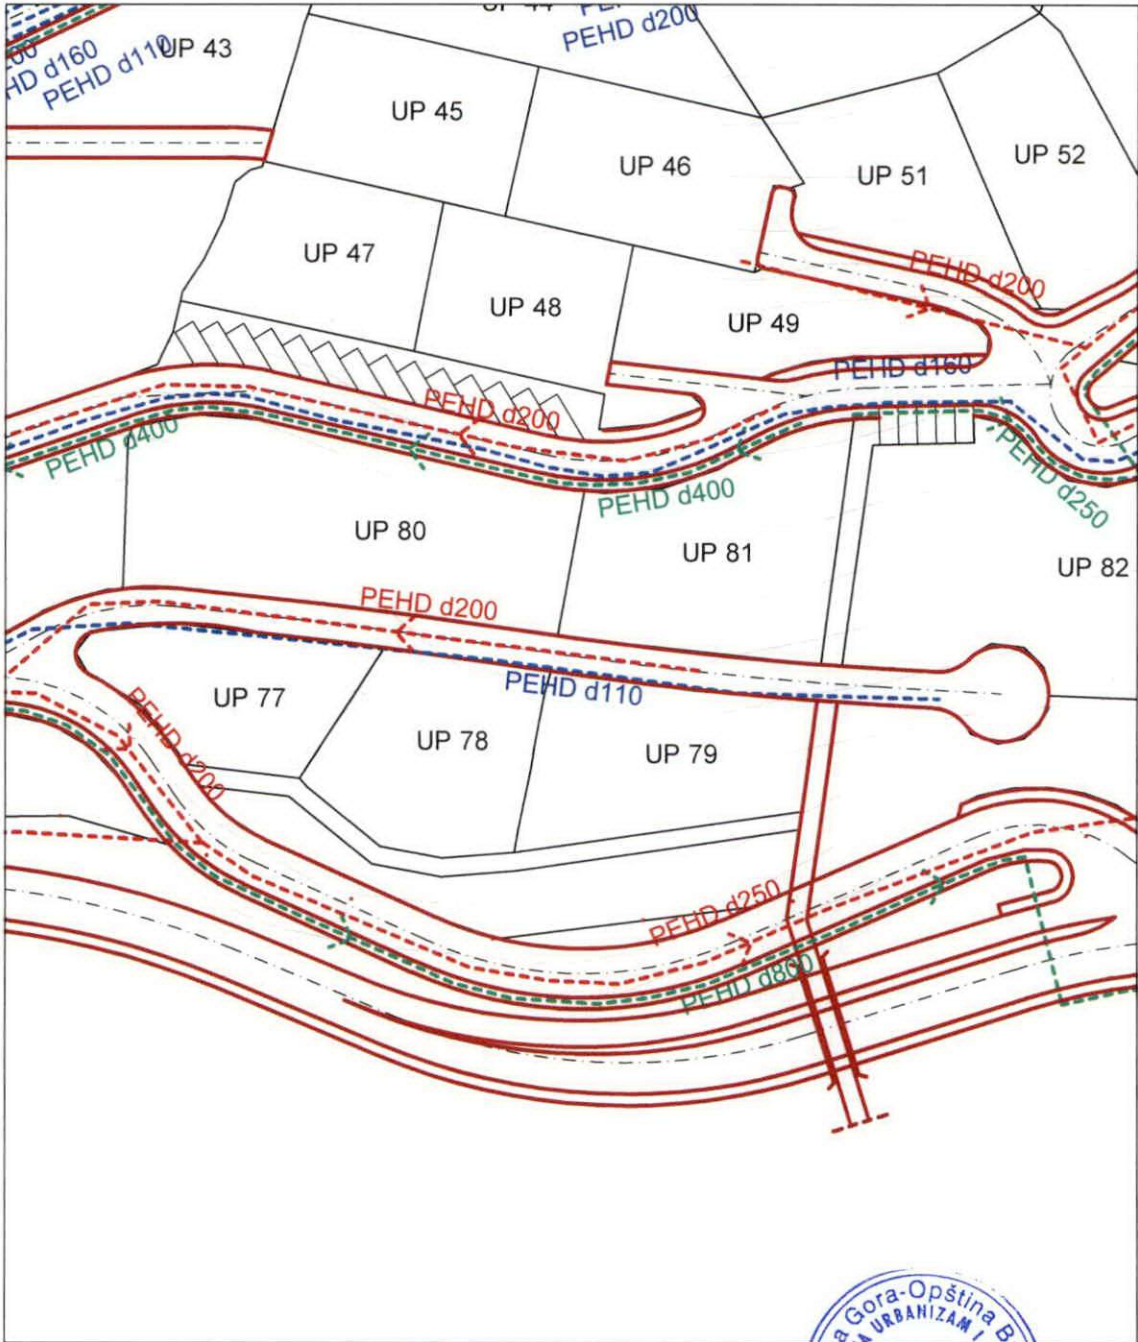 PEHD d200
d160
PEHD d110
UP 43
UP 45
UP 46
UP 51
UP 52
UP 47
UP 48
UP 49
PEHD d200
PEHD d160
PEHD d200
PEHD d400
PEHD d400
PEHD d250
UP 80
UP 81
UP 82
PEHD d200
PEHD d110
UP 77
UP 78
UP 79
PEHD d200
PEHD d250
PEHD d800
Gora-Opština
URBANIZAM I